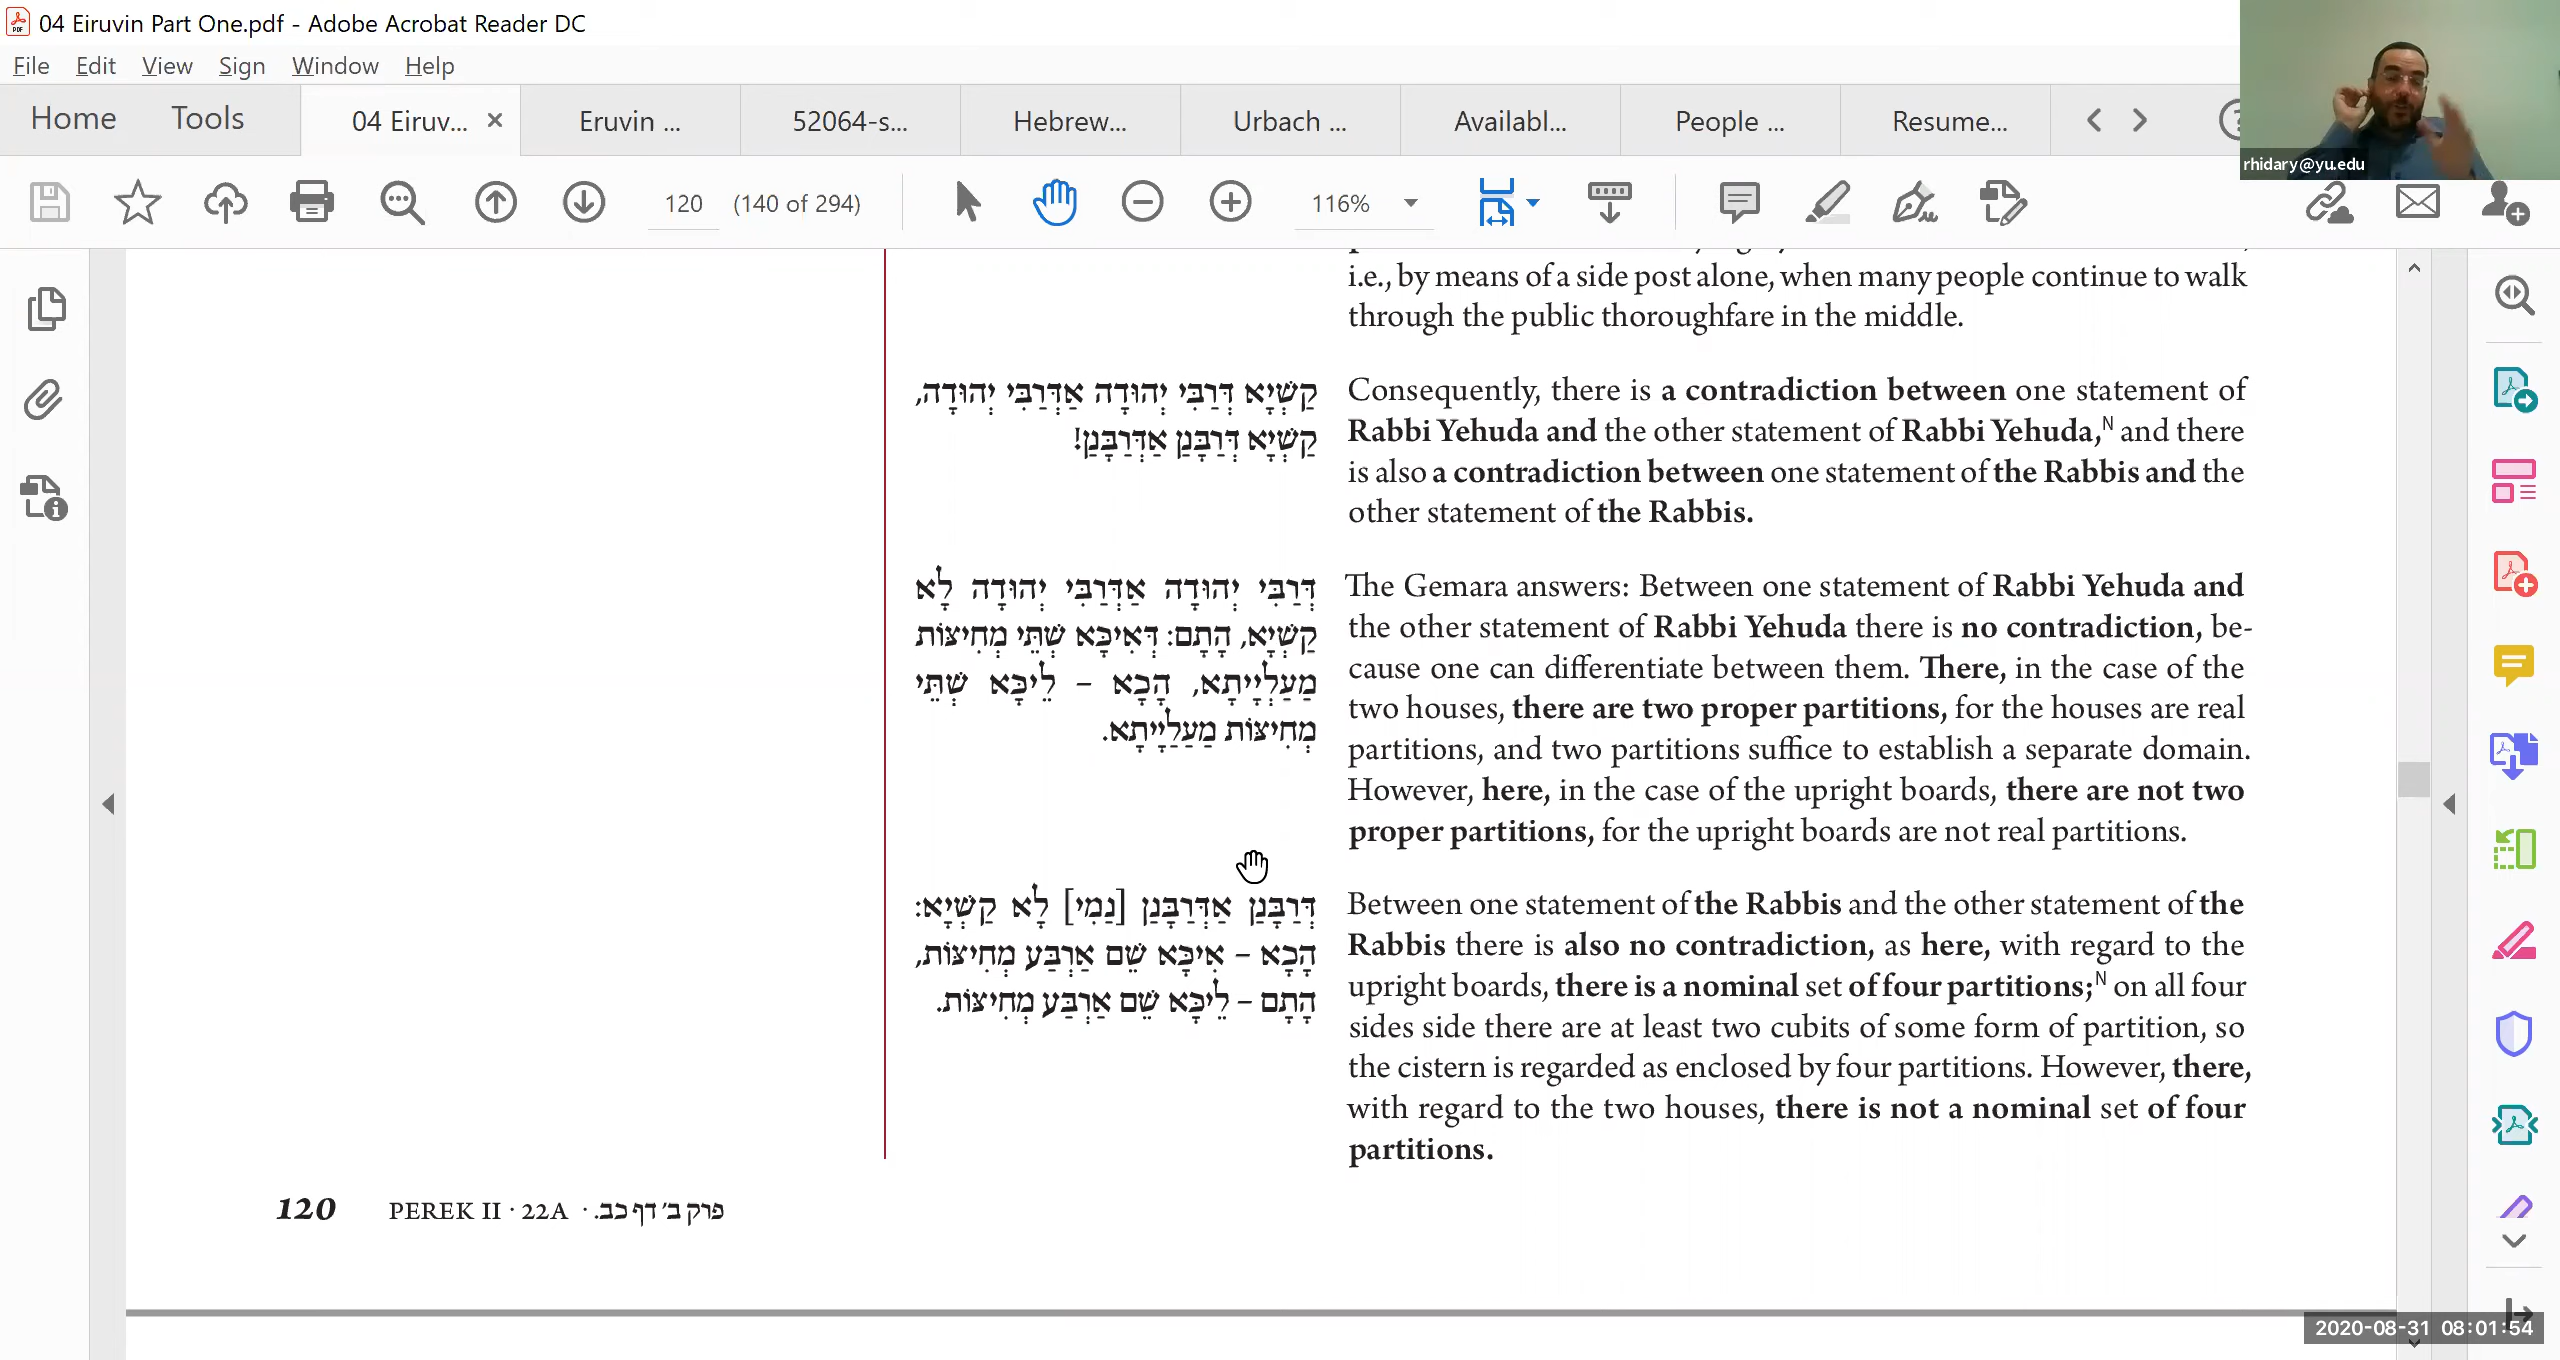 04 Eiruvin Part One.pdf - Adobe Acrobat Reader DC
File Edit View Sign Window Help
Home Tools 04 Eiruv... × Eruvin ... 52064-s... Hebrew... Urbach ... Availabl... People ... Resume...
rhidary@yu.edu
120 (140 of 294) 116%
i.e., by means of a side post alone, when many people continue to walk
through the public thoroughfare in the middle.
קַשְׁיָא דְּרַבִּי יְהוּדָה אַדְּרַבִּי יְהוּדָה,
קַשְׁיָא דְּרַבָּנַן אַדְּרַבָּנַן!
Consequently, there is a contradiction between one statement of
Rabbi Yehuda and the other statement of Rabbi Yehuda,N and there
is also a contradiction between one statement of the Rabbis and the
other statement of the Rabbis.
דְּרַבִּי יְהוּדָה אַדְּרַבִּי יְהוּדָה לָא
קַשְׁיָא, הָתָם: דְּאִיכָּא שְׁתֵּי מְחִיצּוֹת
מַעַלְּיָיתָא, הָכָא – לֵיכָּא שְׁתֵּי
מְחִיצּוֹת מַעַלַּיְיתָא.
The Gemara answers: Between one statement of Rabbi Yehuda and
the other statement of Rabbi Yehuda there is no contradiction, be-
cause one can differentiate between them. There, in the case of the
two houses, there are two proper partitions, for the houses are real
partitions, and two partitions suffice to establish a separate domain.
However, here, in the case of the upright boards, there are not two
proper partitions, for the upright boards are not real partitions.
דְּרַבָּנַן אַדְּרַבָּנַן [נַמִי] לָא קַשְׁיָא:
הָכָא – אִיכָּא שֵׁם אַרְבַּע מְחִיצּוֹת,
הָתָם – לֵיכָּא שֵׁם אַרְבַּע מְחִיצּוֹת.
Between one statement of the Rabbis and the other statement of the
Rabbis there is also no contradiction, as here, with regard to the
upright boards, there is a nominal set of four partitions;N on all four
sides side there are at least two cubits of some form of partition, so
the cistern is regarded as enclosed by four partitions. However, there,
with regard to the two houses, there is not a nominal set of four
partitions.
120 PEREK II · 22A · פרק ב׳ דף כב.
2020-08-31 08:01:54